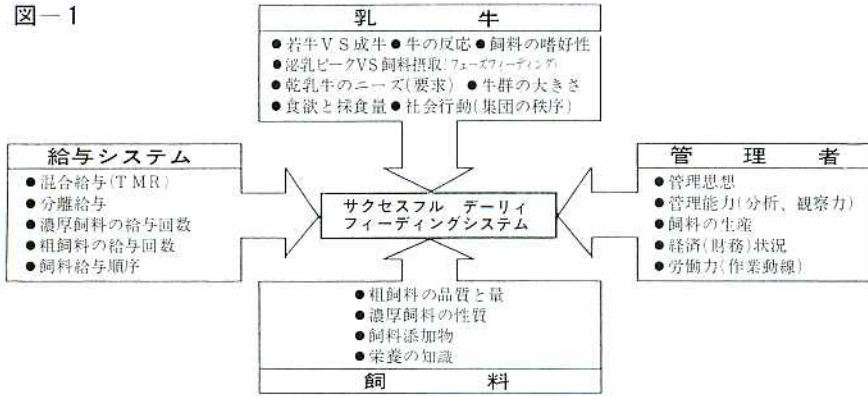 図－1
乳　牛
●若牛ＶＳ成牛●牛の反応●飼料の嗜好性
●泌乳ピークVS飼料摂取(フェーズフィーディング)
●乾乳牛のニーズ(要求)　●牛群の大きさ
●食欲と採食量●社会行動(集団の秩序)
給与システム
●混合給与(ＴＭＲ)
●分離給与
●濃厚飼料の給与回数
●粗飼料の給与回数
●飼料給与順序
サクセスフル　デーリィ
フィーディングシステム
管　理　者
●管理思想
●管理能力(分析、観察力)
●飼料の生産
●経済(財務)状況
●労働力(作業動線)
●粗飼料の品質と量
●濃厚飼料の性質
●飼料添加物
●栄養の知識
飼　料